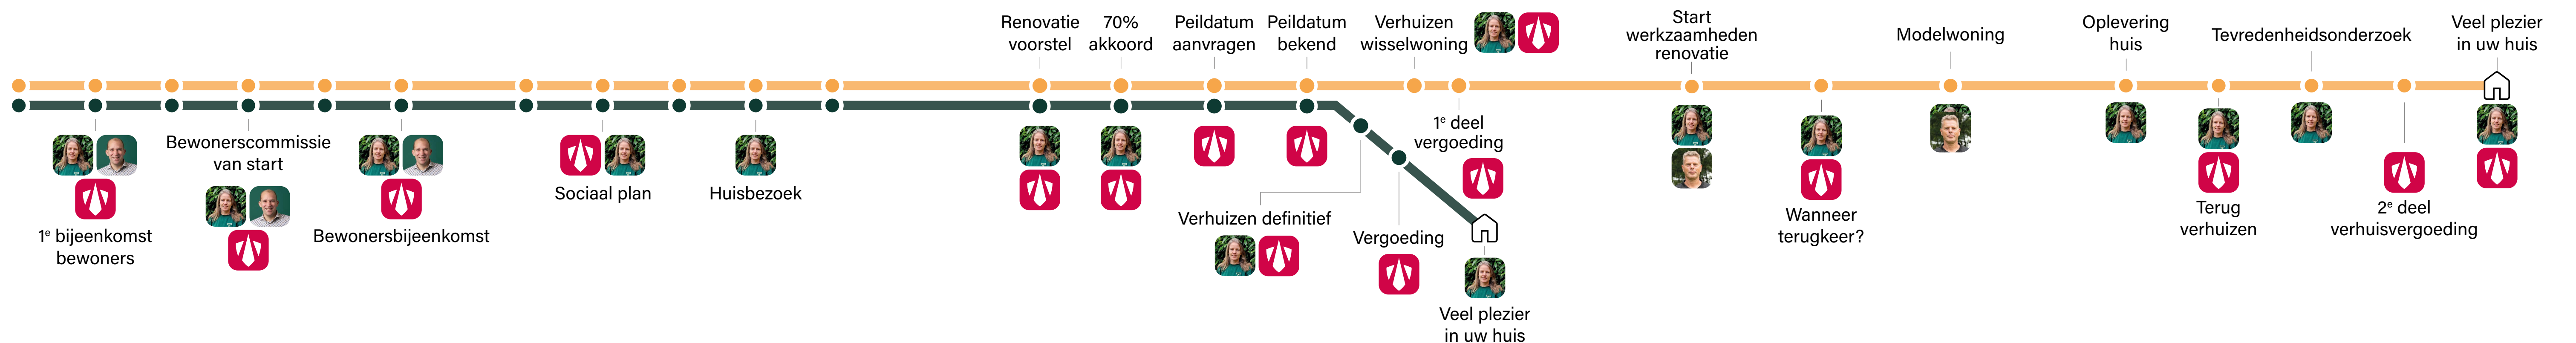 Renovatie
voorstel
70%
akkoord
Peildatum
aanvragen
Peildatum
bekend
Verhuizen
wisselwoning
Start
werkzaamheden
renovatie
Modelwoning
Oplevering
huis
Tevredenheidsonderzoek
Veel plezier
in uw huis
1e bijeenkomst
bewoners
Bewonerscommissie
van start
Bewonersbijeenkomst
Sociaal plan
Huisbezoek
Verhuizen definitief
Vergoeding
1e deel
vergoeding
Veel plezier
in uw huis
Wanneer
terugkeer?
Terug
verhuizen
2e deel
verhuisvergoeding